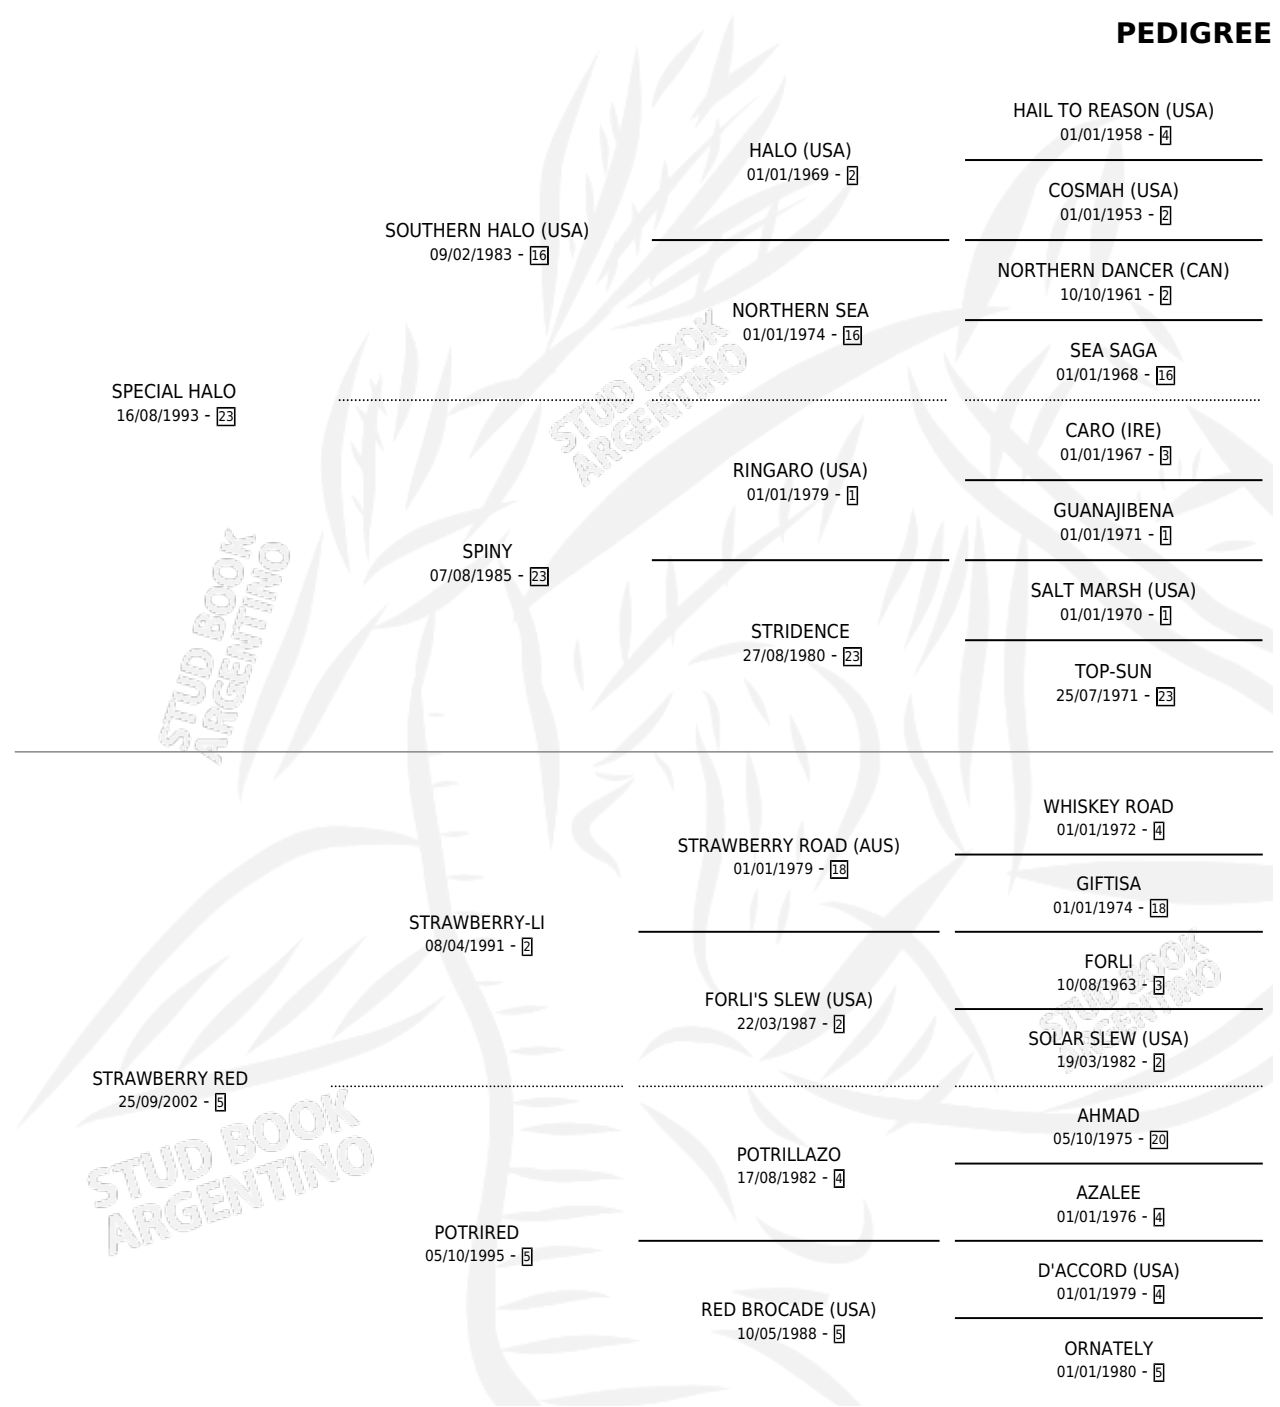 PEDIGREE
HAIL TO REASON (USA)
01/01/1958 - 4
HALO (USA)
01/01/1969 - 2
COSMAH (USA)
01/01/1953 - 2
SOUTHERN HALO (USA)
09/02/1983 - 16
NORTHERN DANCER (CAN)
10/10/1961 - 2
NORTHERN SEA
01/01/1974 - 16
SEA SAGA
01/01/1968 - 16
STUD BOOK
ARGENTINO
SPECIAL HALO
16/08/1993 - 23
CARO (IRE)
01/01/1967 - 3
RINGARO (USA)
01/01/1979 - 1
GUANAJIBENA
01/01/1971 - 1
SPINY
07/08/1985 - 23
SALT MARSH (USA)
01/01/1970 - 1
STRIDENCE
27/08/1980 - 23
TOP-SUN
25/07/1971 - 23
STUD BOOK
ARGENTINO
WHISKEY ROAD
01/01/1972 - 4
STRAWBERRY ROAD (AUS)
01/01/1979 - 18
GIFTISA
01/01/1974 - 18
STRAWBERRY-LI
08/04/1991 - 2
FORLI
10/08/1963 - 3
FORLI'S SLEW (USA)
22/03/1987 - 2
SOLAR SLEW (USA)
19/03/1982 - 2
STUD BOOK
ARGENTINO
STRAWBERRY RED
25/09/2002 - 5
AHMAD
05/10/1975 - 20
POTRILLAZO
17/08/1982 - 4
AZALEE
01/01/1976 - 4
STUD BOOK
ARGENTINO
POTRIRED
05/10/1995 - 5
D'ACCORD (USA)
01/01/1979 - 4
RED BROCADE (USA)
10/05/1988 - 5
ORNATELY
01/01/1980 - 5